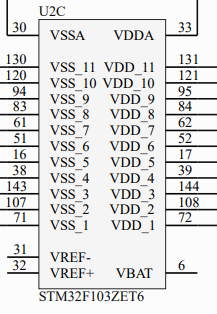 U2C
30 VSSA VDDA 33
130 VSS_11 VDD_11 131
120 VSS_10 VDD_10 121
94 VSS_9 VDD_9 95
83 VSS_8 VDD_8 84
61 VSS_7 VDD_7 62
51 VSS_6 VDD_6 52
16 VSS_5 VDD_5 17
38 VSS_4 VDD_4 39
143 VSS_3 VDD_3 144
107 VSS_2 VDD_2 108
71 VSS_1 VDD_1 72
31 VREF-
32 VREF+ VBAT 6
STM32F103ZET6